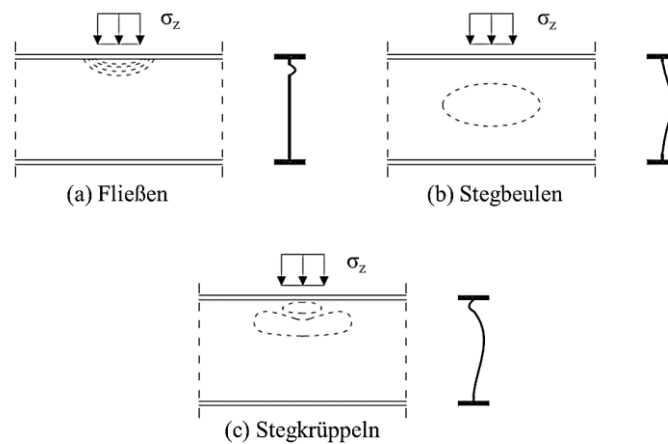 σz
σz
(a) Fließen
(b) Stegbeulen
σz
(c) Stegkrüppeln